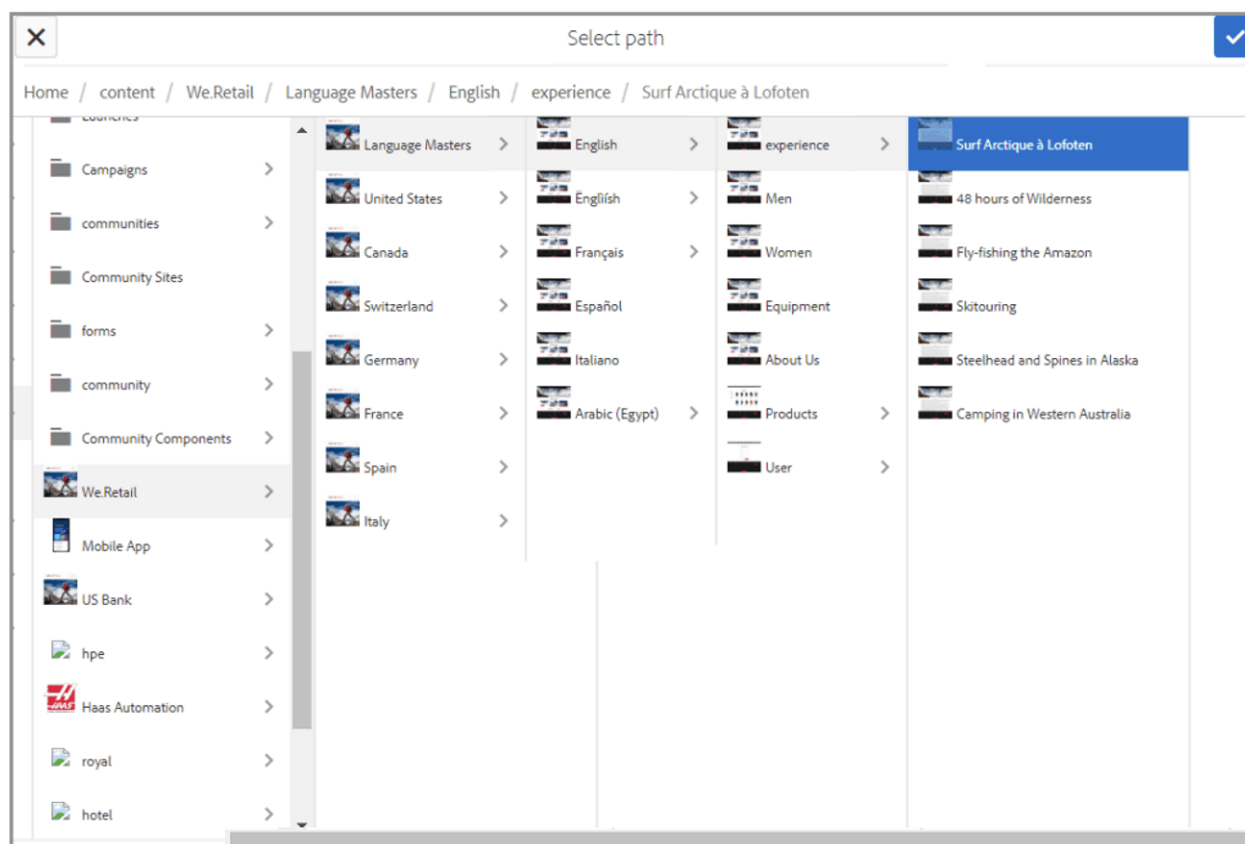 Select path
Home / content / We.Retail / Language Masters / English / experience / Surf Arctique à Lofoten
Launches
Campaigns
communities
Community Sites
forms
community
Community Components
We.Retail
Mobile App
US Bank
hpe
HAAS
Haas Automation
royal
hotel
Language Masters
United States
Canada
Switzerland
Germany
France
Spain
Italy
English
Ënglíísh
Français
Español
Italiano
Arabic (Egypt)
experience
Men
Women
Equipment
About Us
Products
User
Surf Arctique à Lofoten
48 hours of Wilderness
Fly-fishing the Amazon
Skitouring
Steelhead and Spines in Alaska
Camping in Western Australia